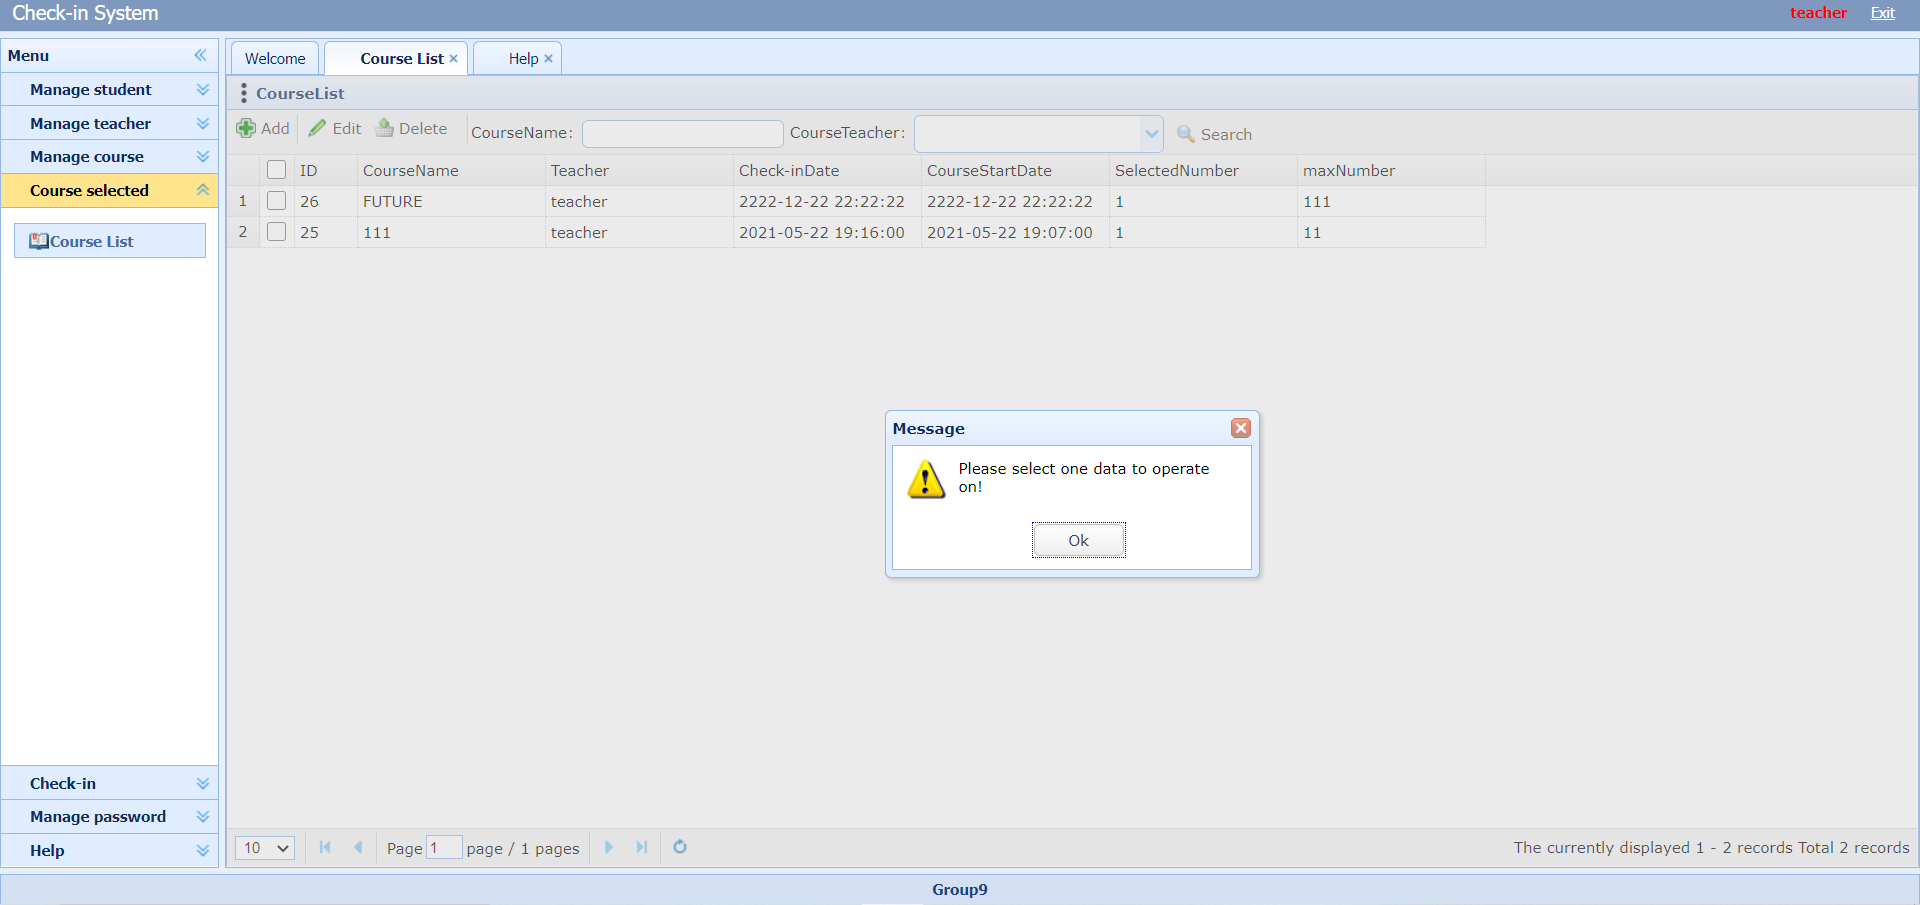 Check-in System
teacher Exit
Menu
Welcome Course List Help
Manage student
CourseList
Manage teacher
Add Edit Delete CourseName: CourseTeacher: Search
Manage course
ID CourseName Teacher Check-inDate CourseStartDate SelectedNumber maxNumber
Course selected
1 26 FUTURE teacher 2222-12-22 22:22:22 2222-12-22 22:22:22 1 111
2 25 111 teacher 2021-05-22 19:16:00 2021-05-22 19:07:00 1 11
Course List
Message
Please select one data to operate
on!
Ok
Check-in
Manage password
Help
10 Page 1 page / 1 pages The currently displayed 1 - 2 records Total 2 records
Group9